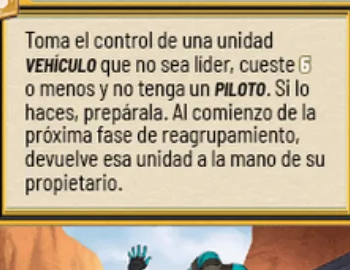 Toma el control de una unidad
VEHÍCULO que no sea líder, cueste 6
o menos y no tenga un PILOTO. Si lo
haces, prepárala. Al comienzo de la
próxima fase de reagrupamiento,
devuelve esa unidad a la mano de su
propietario.